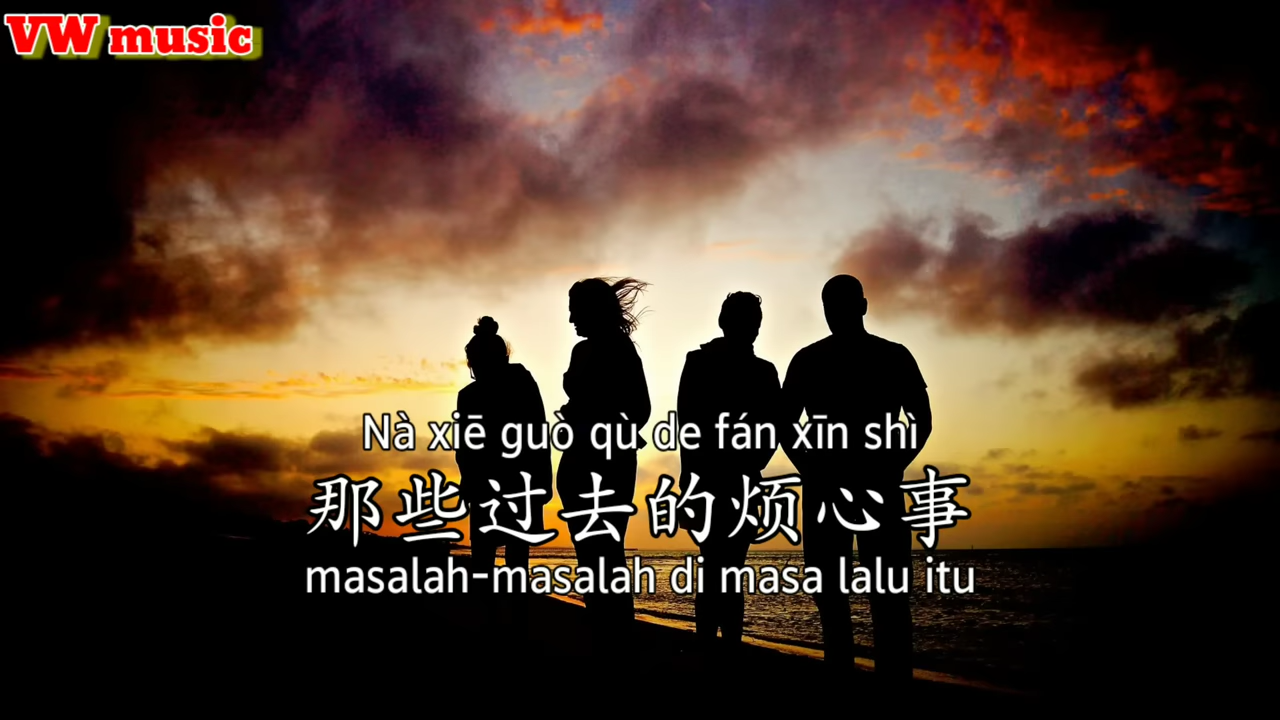 VW music
Nà xiē guò qù de fán xīn shì
那些过去的烦心事
masalah-masalah di masa lalu itu